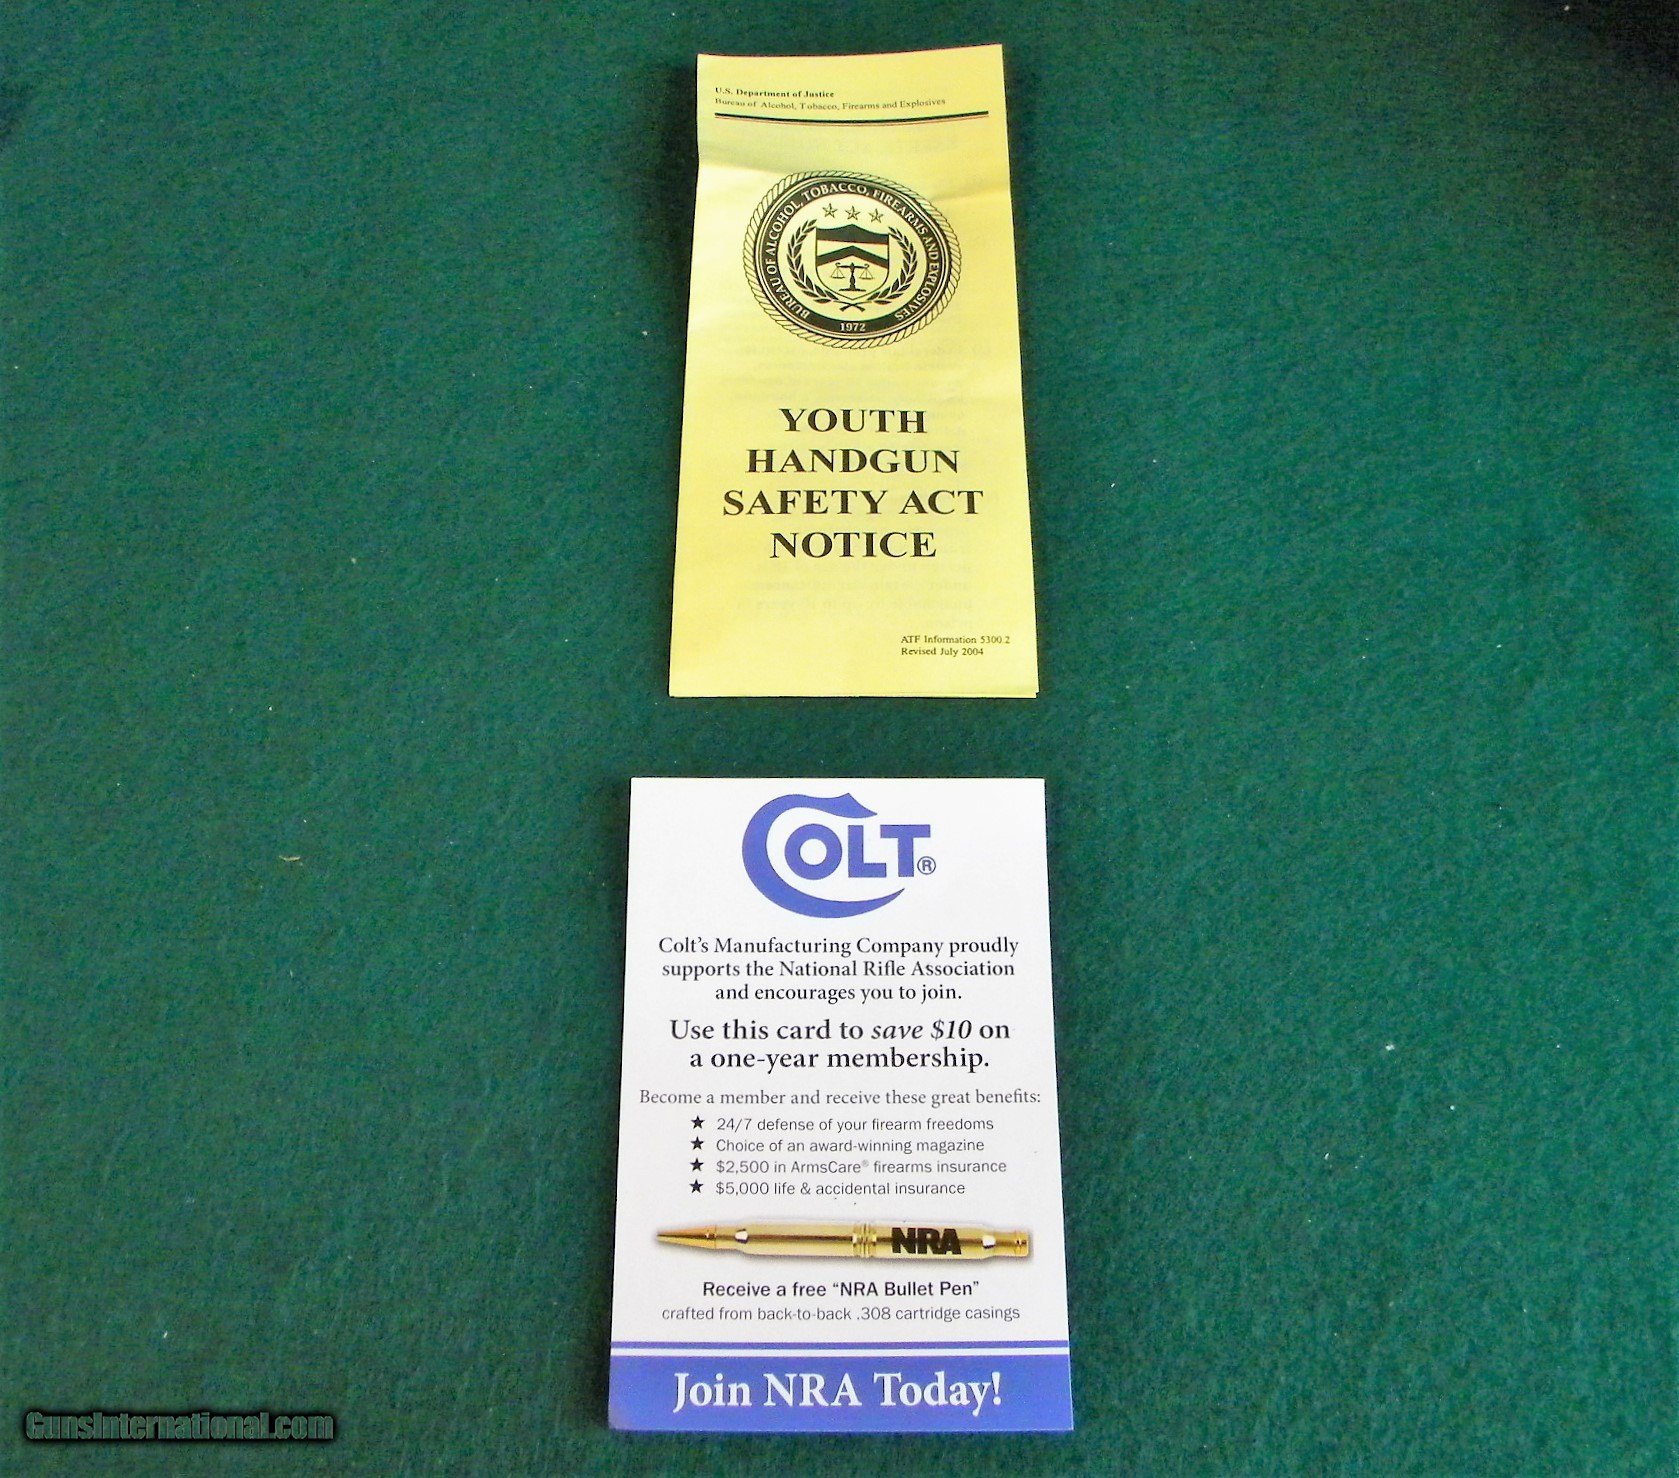 U.S. Department of Justice
Bureau of Alcohol, Tobacco, Firearms and Explosives
BUREAU OF ALCOHOL, TOBACCO, FIREARMS AND EXPLOSIVES
1972
YOUTH
HANDGUN
SAFETY ACT
NOTICE
ATF Information 5300.2
Revised July 2004
COLT®
Colt's Manufacturing Company proudly
supports the National Rifle Association
and encourages you to join.
Use this card to save $10 on
a one-year membership.
Become a member and receive these great benefits:
★ 24/7 defense of your firearm freedoms
★ Choice of an award-winning magazine
★ $2,500 in ArmsCare® firearms insurance
★ $5,000 life & accidental insurance
NRA
Receive a free “NRA Bullet Pen”
crafted from back-to-back .308 cartridge casings
Join NRA Today!
GunsInternational.com